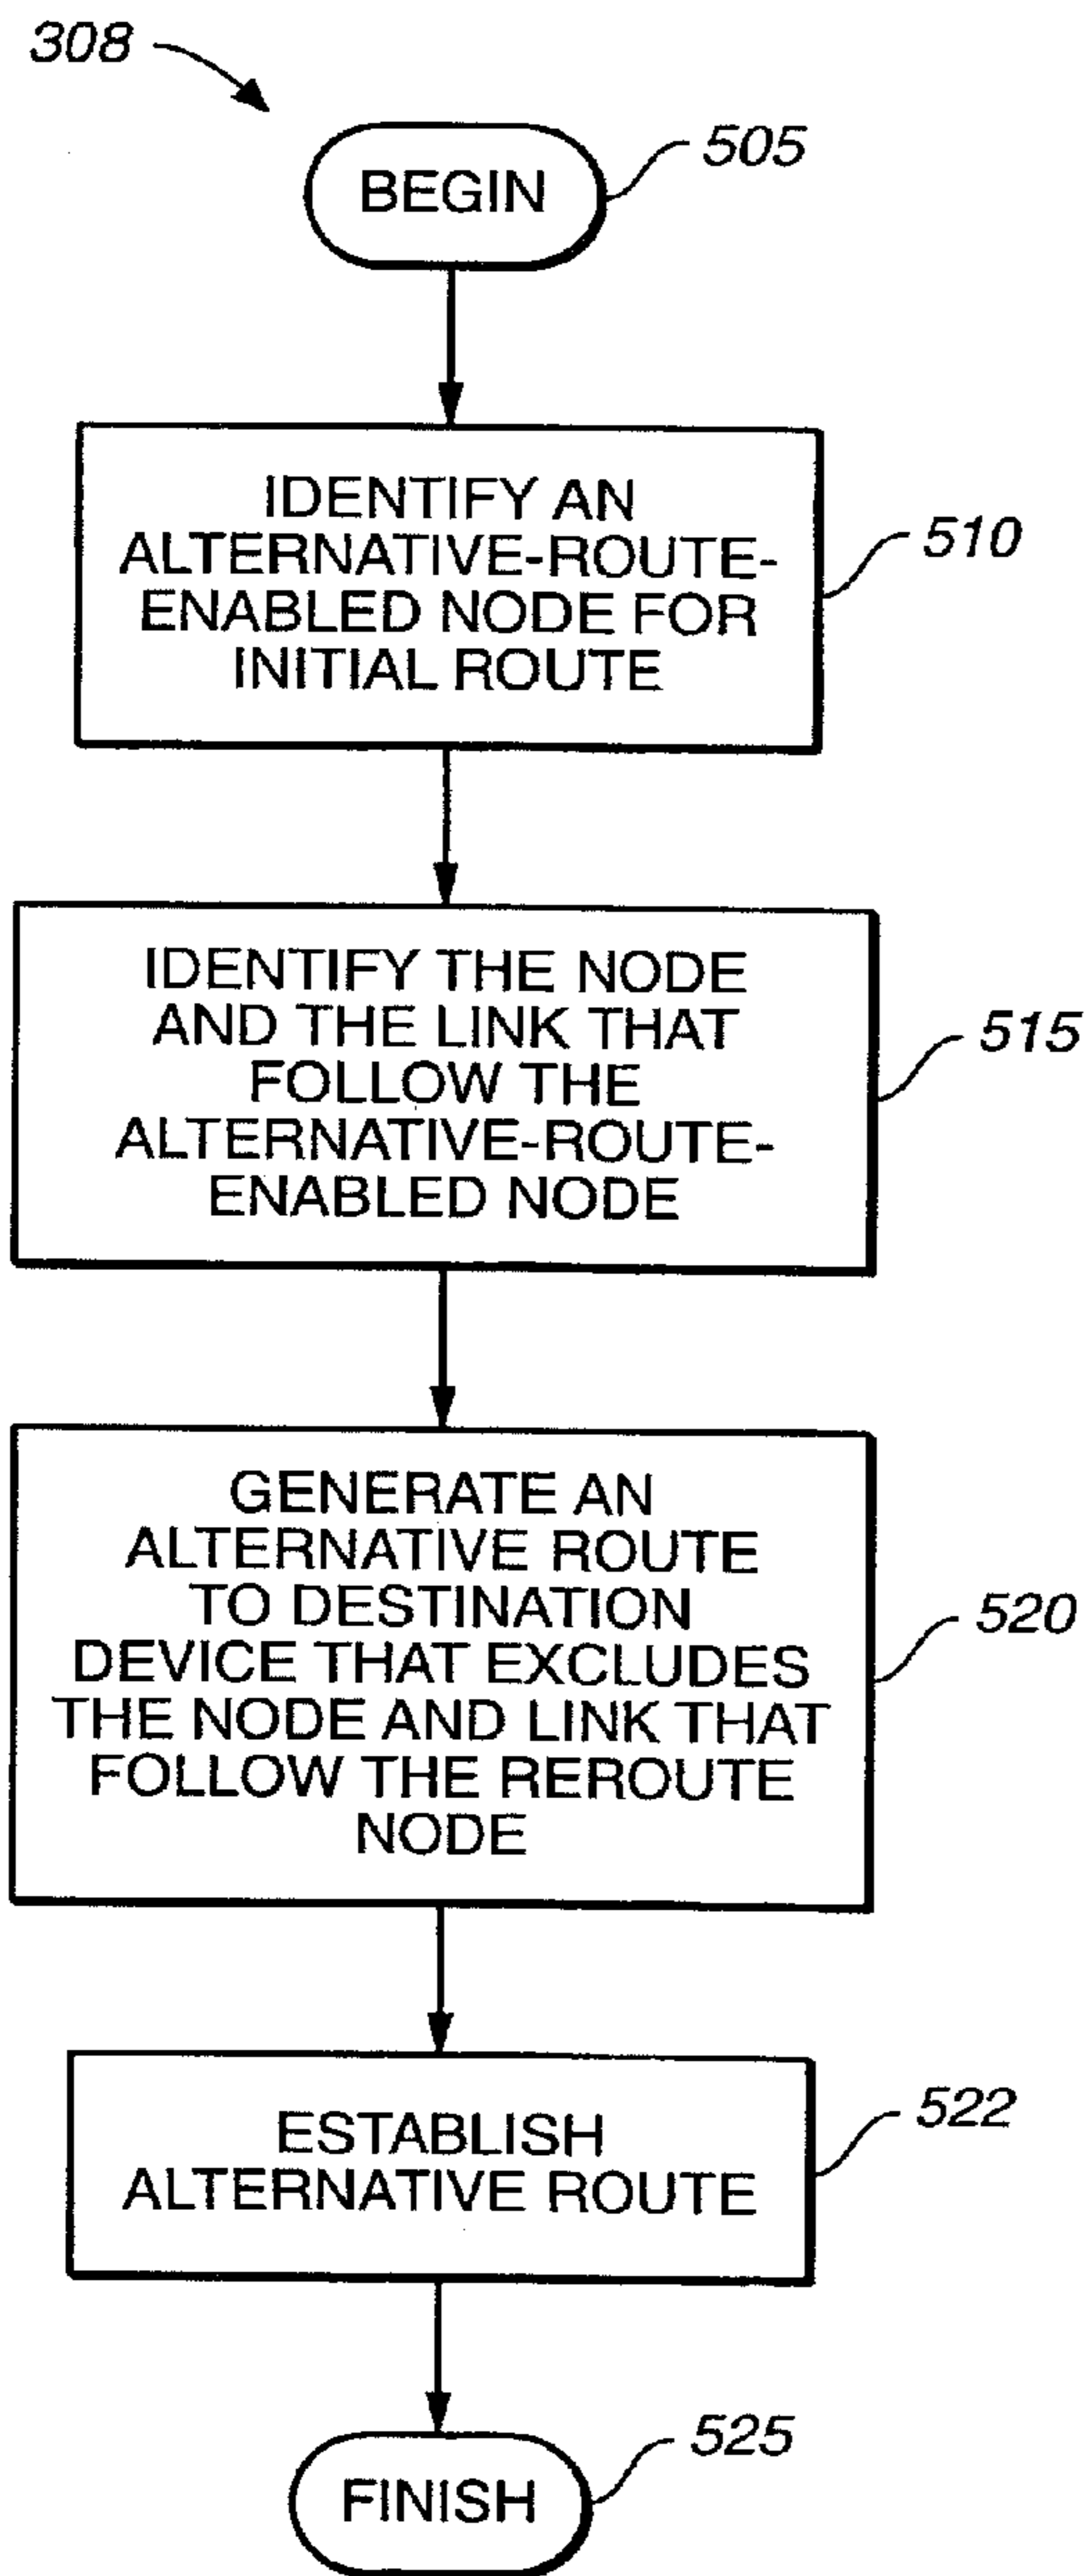 308
BEGIN
505
IDENTIFY AN
ALTERNATIVE-ROUTE-
ENABLED NODE FOR
INITIAL ROUTE
510
IDENTIFY THE NODE
AND THE LINK THAT
FOLLOW THE
ALTERNATIVE-ROUTE-
ENABLED NODE
515
GENERATE AN
ALTERNATIVE ROUTE
TO DESTINATION
DEVICE THAT EXCLUDES
THE NODE AND LINK THAT
FOLLOW THE REROUTE
NODE
520
ESTABLISH
ALTERNATIVE ROUTE
522
FINISH
525